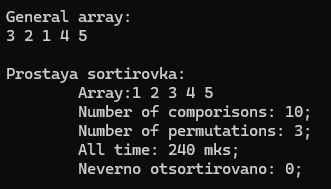 General array:
3 2 1 4 5
Prostaya sortirovka:
Array:1 2 3 4 5
Number of comporisons: 10;
Number of permutations: 3;
All time: 240 mks;
Neverno otsortirovano: 0;